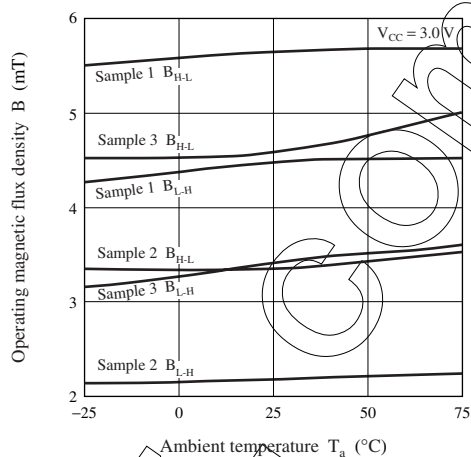 6
V_CC = 3.0 V
Sample 1 B_H-L
5
Sample 3 B_H-L
Sample 1 B_L-H
4
Sample 2 B_H-L
3
Sample 3 B_L-H
Sample 2 B_L-H
2
−25 0 25 50 75
Ambient temperature T_a (°C)
Operating magnetic flux density B (mT)